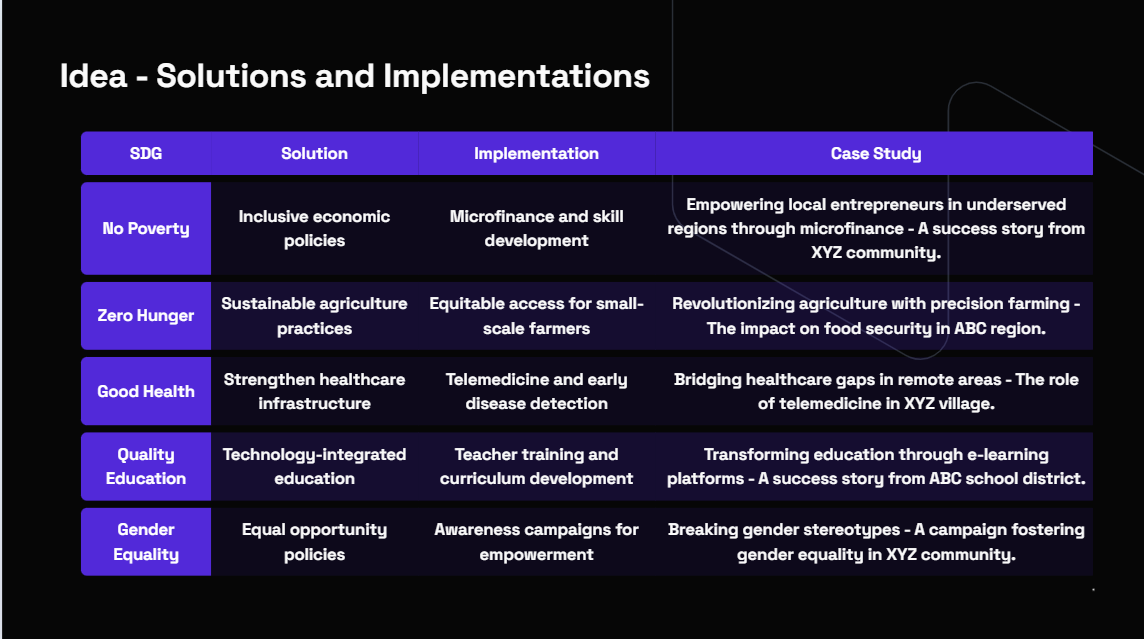 Idea - Solutions and Implementations
SDG
Solution
Implementation
Case Study
No Poverty
Inclusive economic
policies
Microfinance and skill
development
Empowering local entrepreneurs in underserved
regions through microfinance - A success story from
XYZ community.
Zero Hunger
Sustainable agriculture
practices
Equitable access for small-
scale farmers
Revolutionizing agriculture with precision farming -
The impact on food security in ABC region.
Good Health
Strengthen healthcare
infrastructure
Telemedicine and early
disease detection
Bridging healthcare gaps in remote areas - The role
of telemedicine in XYZ village.
Quality
Education
Technology-integrated
education
Teacher training and
curriculum development
Transforming education through e-learning
platforms - A success story from ABC school district.
Gender
Equality
Equal opportunity
policies
Awareness campaigns for
empowerment
Breaking gender stereotypes - A campaign fostering
gender equality in XYZ community.
.